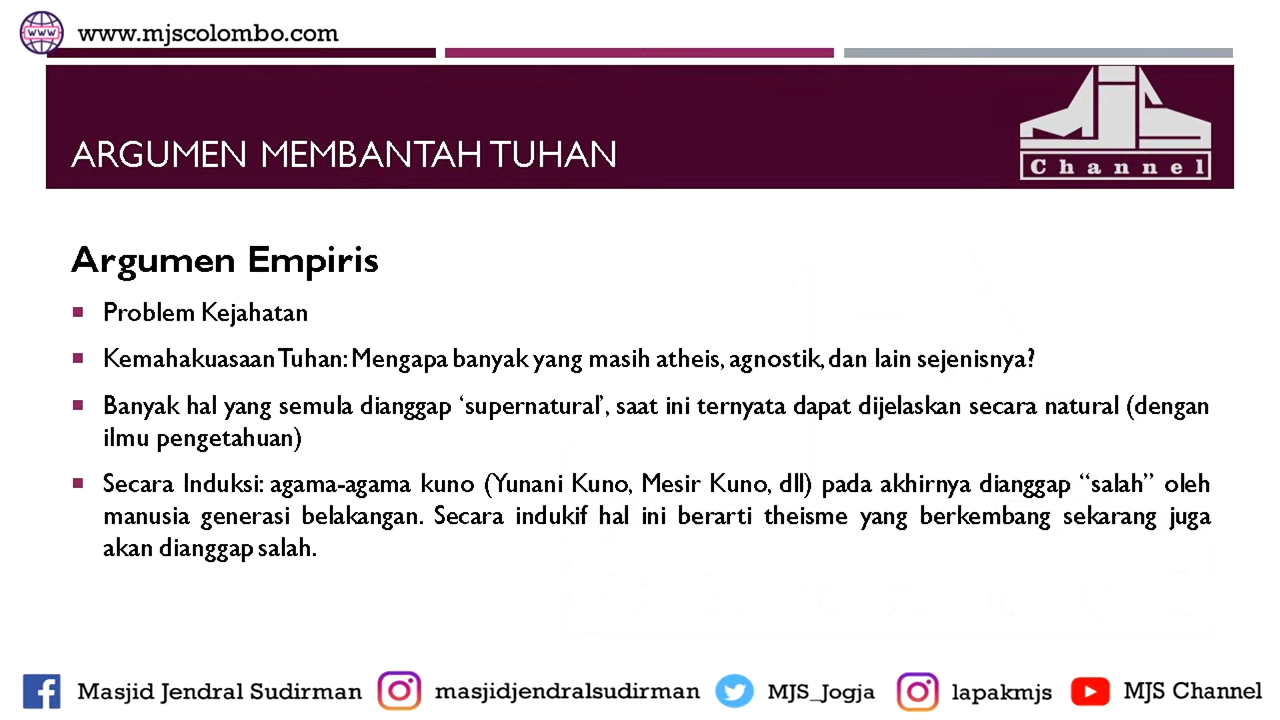 www.mjscolombo.com
ARGUMEN MEMBANTAH TUHAN
MJS
Channel
Argumen Empiris
Problem Kejahatan
Kemahakuasaan Tuhan: Mengapa banyak yang masih atheis, agnostik, dan lain sejenisnya?
Banyak hal yang semula dianggap ‘supernatural’, saat ini ternyata dapat dijelaskan secara natural (dengan
ilmu pengetahuan)
Secara Induksi: agama-agama kuno (Yunani Kuno, Mesir Kuno, dll) pada akhirnya dianggap “salah” oleh
manusia generasi belakangan. Secara indukif hal ini berarti theisme yang berkembang sekarang juga
akan dianggap salah.
Masjid Jendral Sudirman masjidjendralsudirman MJS_Jogja lapakmjs MJS Channel